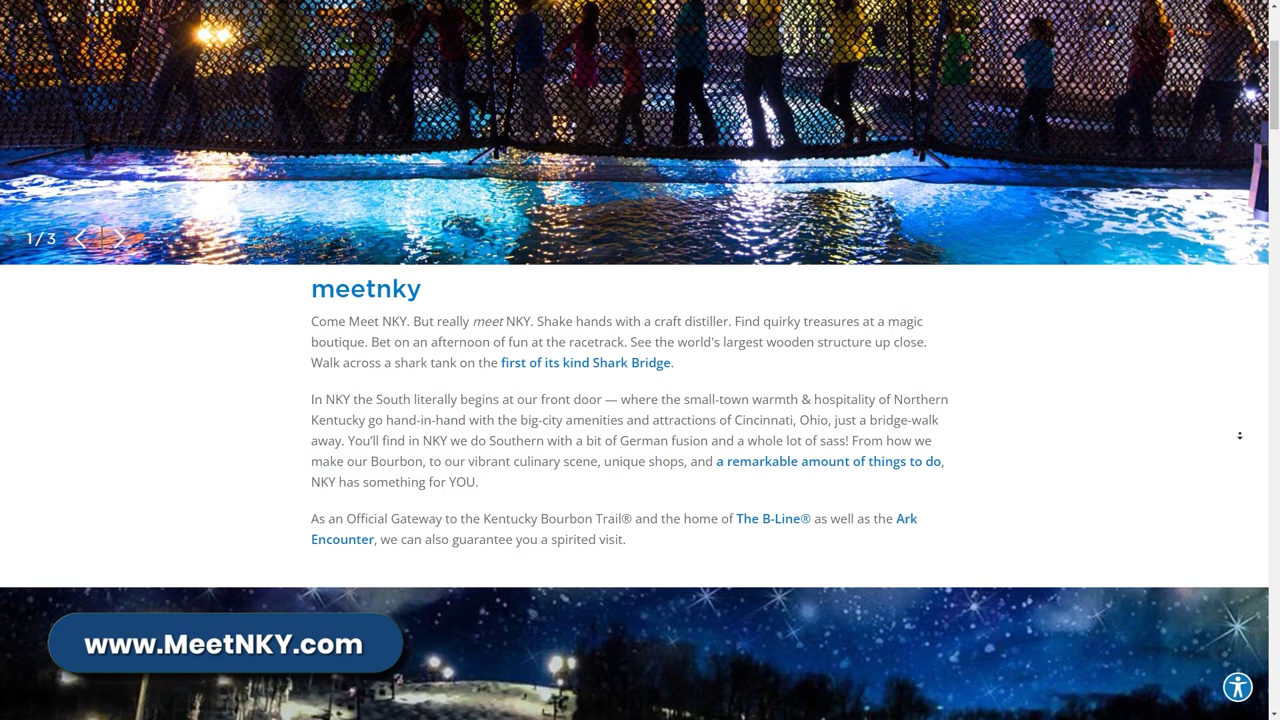 1/3
meetnky
Come Meet NKY. But really meet NKY. Shake hands with a craft distiller. Find quirky treasures at a magic
boutique. Bet on an afternoon of fun at the racetrack. See the world's largest wooden structure up close.
Walk across a shark tank on the first of its kind Shark Bridge.
In NKY the South literally begins at our front door — where the small-town warmth & hospitality of Northern
Kentucky go hand-in-hand with the big-city amenities and attractions of Cincinnati, Ohio, just a bridge-walk
away. You'll find in NKY we do Southern with a bit of German fusion and a whole lot of sass! From how we
make our Bourbon, to our vibrant culinary scene, unique shops, and a remarkable amount of things to do,
NKY has something for YOU.
As an Official Gateway to the Kentucky Bourbon Trail® and the home of The B-Line® as well as the Ark
Encounter, we can also guarantee you a spirited visit.
www.MeetNKY.com